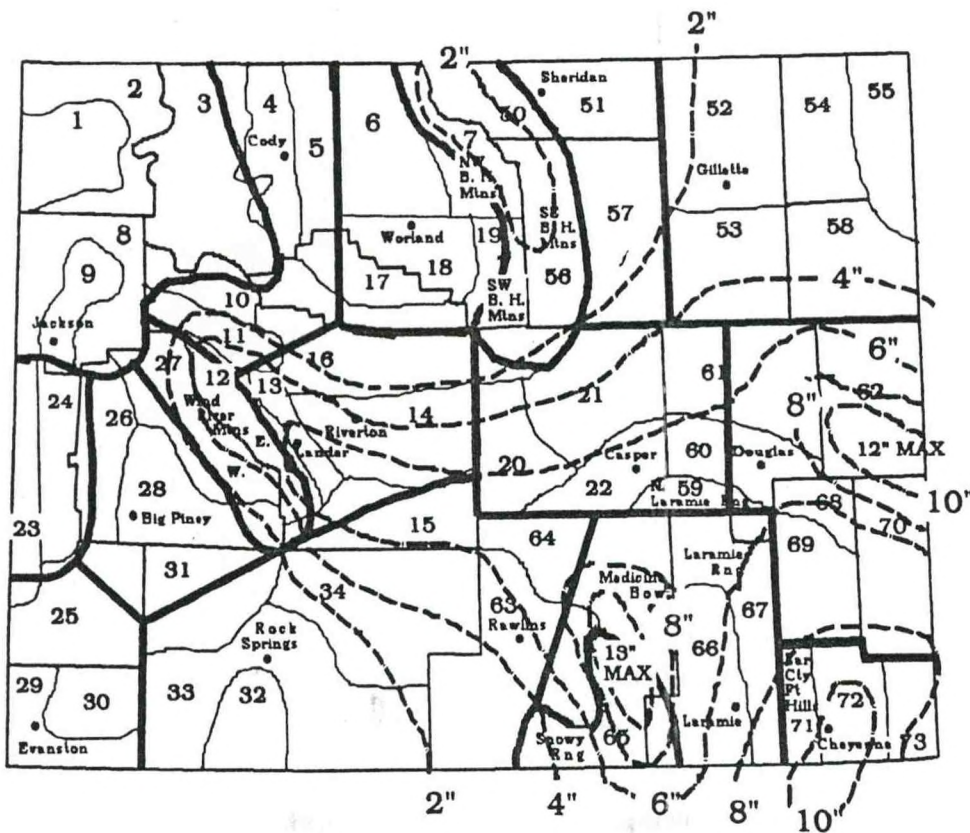 2"
2"
Sheridan
1
2
3
4
5
6
7
50
51
52
54
55
Cody
NW
B. H.
Mtns
Gillette
8
Worland
19
SE
B. H.
Mtns
57
53
58
9
17
18
SW
B. H.
Mtns
56
4"
10
Jackson
11
16
6"
27
12
13
14
21
61
62
8"
24
26
Wind
River
Mtns
E.
W.
Riverton
Lander
12" MAX
20
Casper
60
Douglas
28
Big Piney
22
59
N.
Laramie Rng
10"
23
15
64
68
70
69
31
Laramie
Rng
Medicine
Bow
25
34
63
Rawlins
8"
67
66
Rock
Springs
13"
MAX
29
30
33
32
Evanston
Laramie
72
71
Cheyenne
73
Snowy
Rng
65
2"
4"
6"
8"
10"